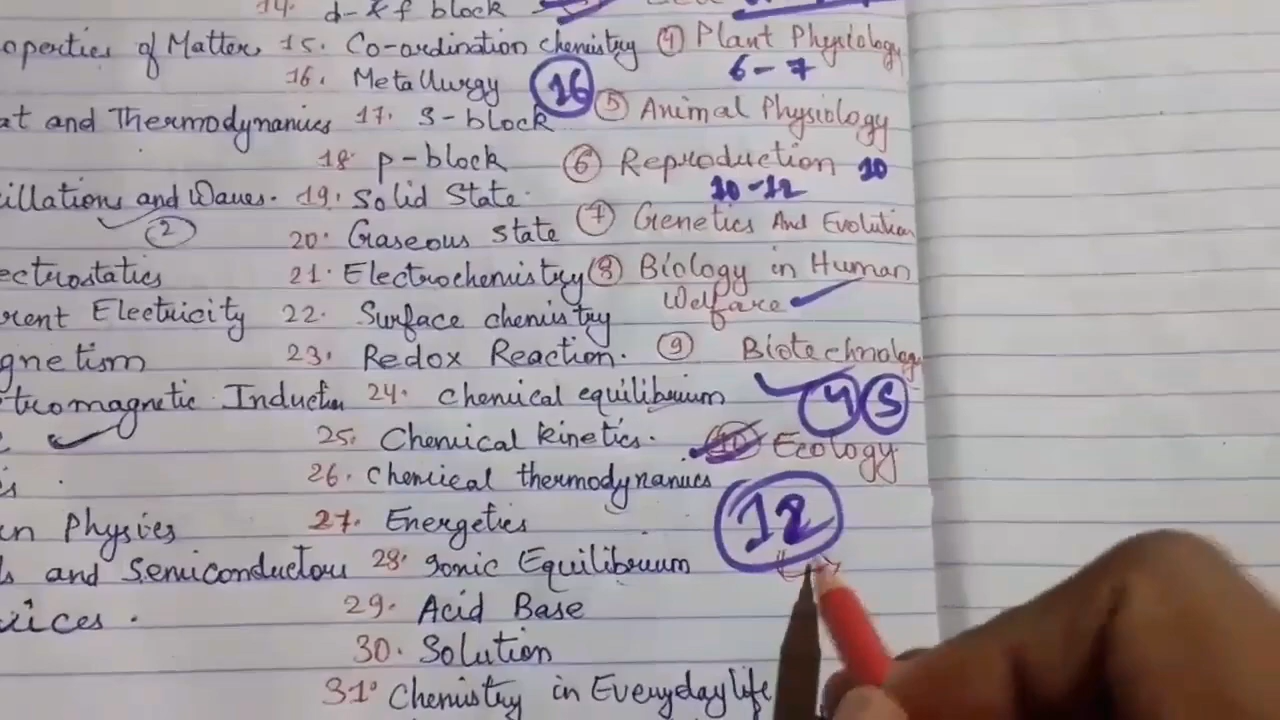 14. d- & f block
operties of Matter
at and Thermodynamics
illations and Waves.
2
ectrostatics
rent Electricity
gnetism
tromagnetic Induction
is
n Physics
s and Semiconductors
ices.
15. Co-ordination chemistry
16. Metallurgy
16
17. S-block
18. p-block
19. Solid State.
20. Gaseous State
21. Electrochemistry
22. Surface chemistry
23. Redox Reaction.
24. Chemical equilibrium
25. Chemical kinetics.
26. Chemical thermodynamics
27. Energetics
28. Ionic Equilibrium
29. Acid Base
30. Solution
31. Chemistry in Everyday life
4 Plant Physiology
6-7
5 Animal Physiology
6 Reproduction 10
10-12
7 Genetics And Evolution
8 Biology in Human
Welfare
9 Biotechnology
4 5
10 Ecology
12